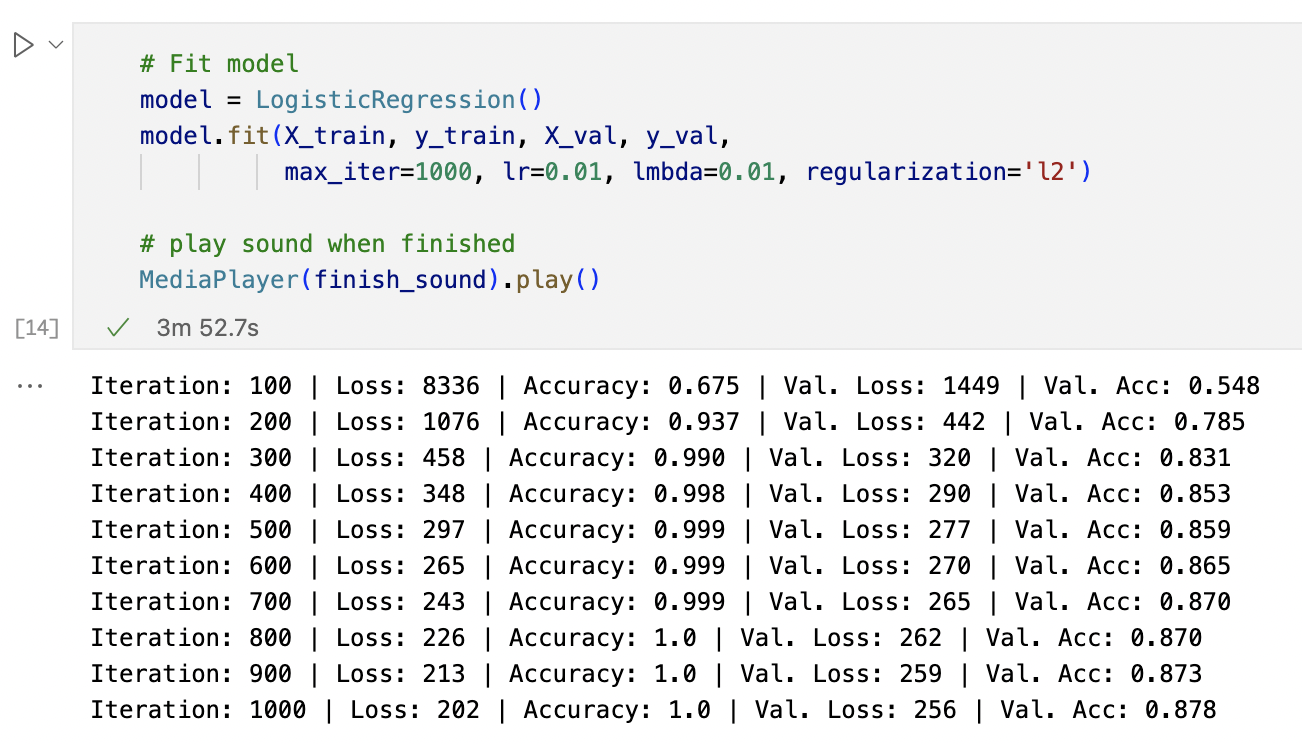 # Fit model
model = LogisticRegression()
model.fit(X_train, y_train, X_val, y_val,
max_iter=1000, lr=0.01, lmbda=0.01, regularization='l2')
# play sound when finished
MediaPlayer(finish_sound).play()
[14] 3m 52.7s
Iteration: 100 | Loss: 8336 | Accuracy: 0.675 | Val. Loss: 1449 | Val. Acc: 0.548
Iteration: 200 | Loss: 1076 | Accuracy: 0.937 | Val. Loss: 442 | Val. Acc: 0.785
Iteration: 300 | Loss: 458 | Accuracy: 0.990 | Val. Loss: 320 | Val. Acc: 0.831
Iteration: 400 | Loss: 348 | Accuracy: 0.998 | Val. Loss: 290 | Val. Acc: 0.853
Iteration: 500 | Loss: 297 | Accuracy: 0.999 | Val. Loss: 277 | Val. Acc: 0.859
Iteration: 600 | Loss: 265 | Accuracy: 0.999 | Val. Loss: 270 | Val. Acc: 0.865
Iteration: 700 | Loss: 243 | Accuracy: 0.999 | Val. Loss: 265 | Val. Acc: 0.870
Iteration: 800 | Loss: 226 | Accuracy: 1.0 | Val. Loss: 262 | Val. Acc: 0.870
Iteration: 900 | Loss: 213 | Accuracy: 1.0 | Val. Loss: 259 | Val. Acc: 0.873
Iteration: 1000 | Loss: 202 | Accuracy: 1.0 | Val. Loss: 256 | Val. Acc: 0.878